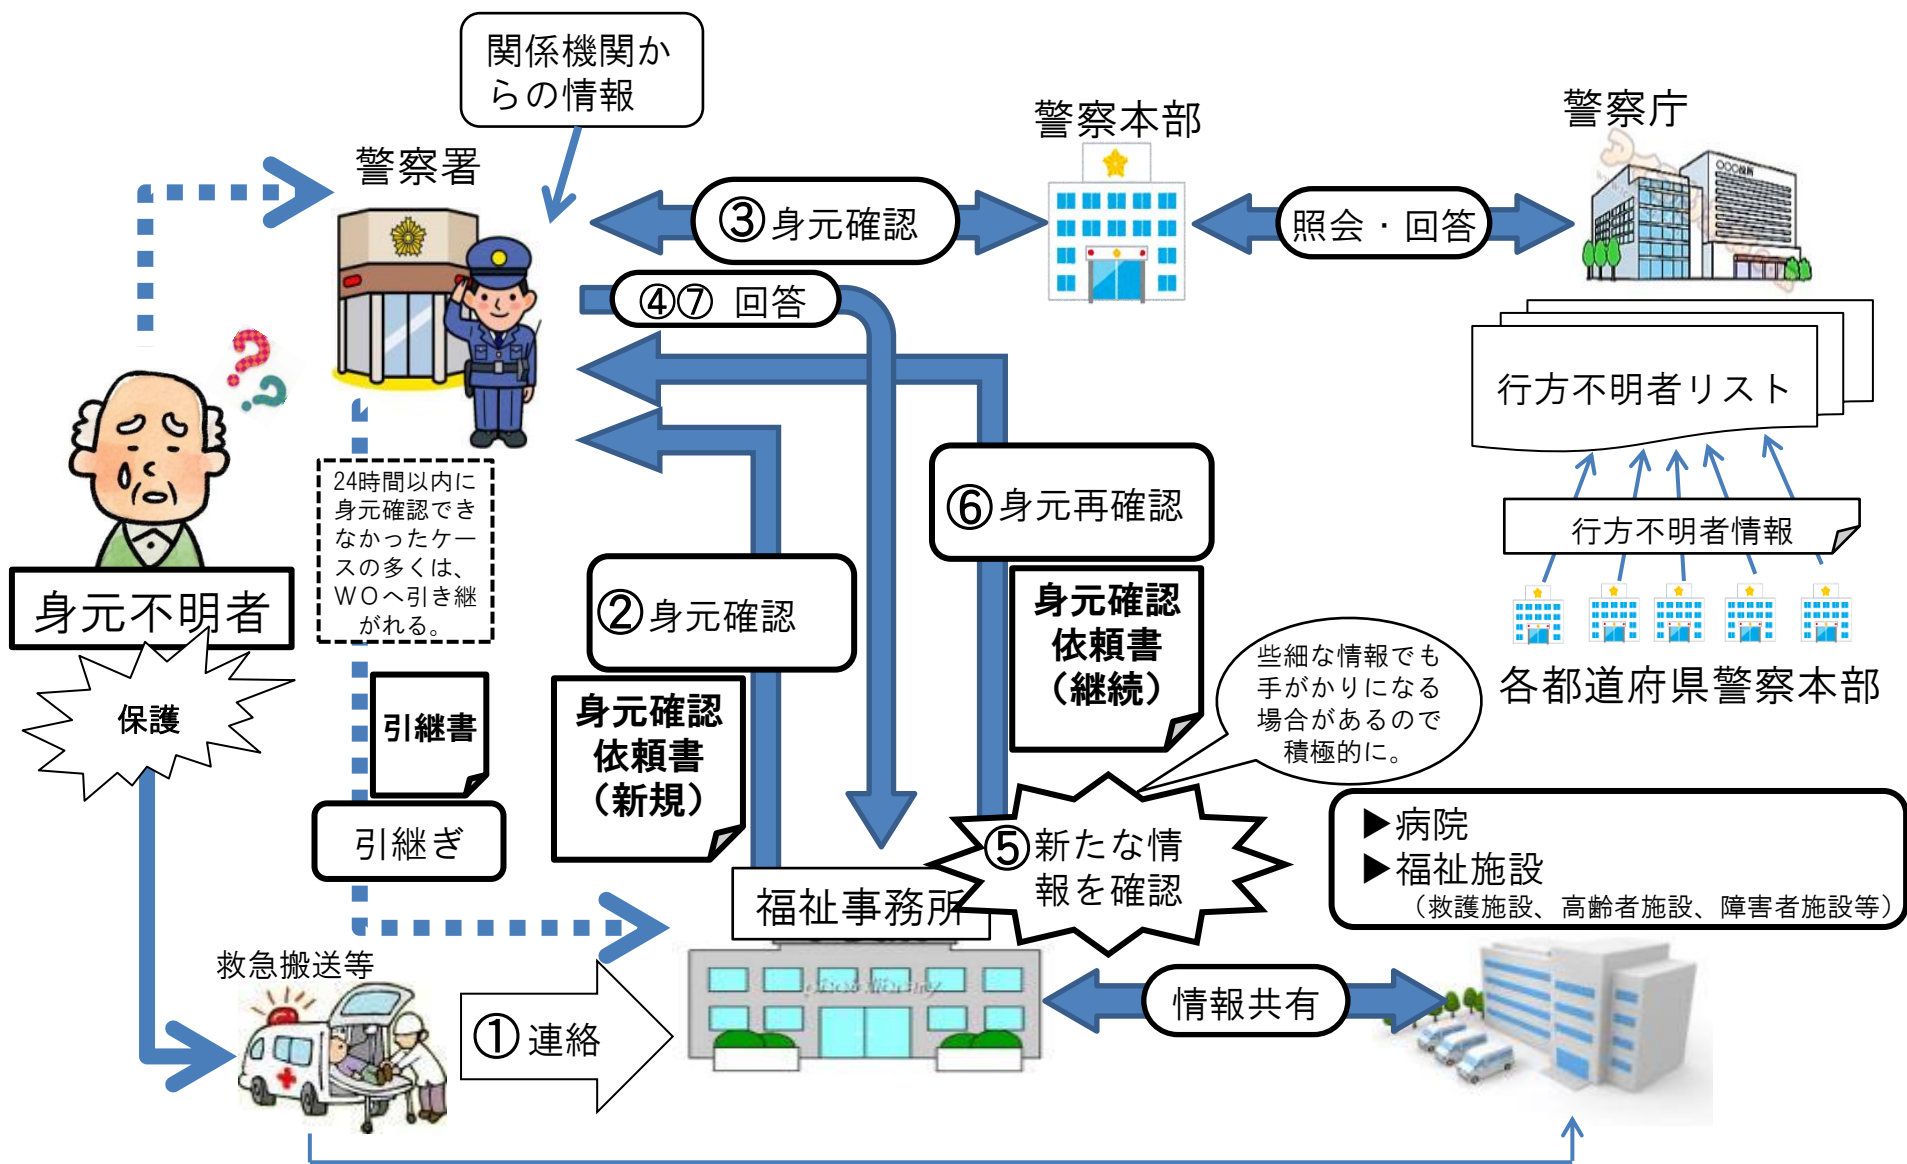 関係機関か
らの情報
警察署
警察本部
警察庁
○○○役所
③身元確認
照会・回答
④⑦ 回答
行方不明者リスト
行方不明者情報
各都道府県警察本部
身元不明者
保護
24時間以内に
身元確認でき
なかったケー
スの多くは、
WOへ引き継
がれる。
引継書
引継ぎ
②身元確認
身元確認
依頼書
（新規）
⑥身元再確認
身元確認
依頼書
（継続）
些細な情報でも
手がかりになる
場合があるので
積極的に。
⑤新たな情
報を確認
▶病院
▶福祉施設
（救護施設、高齢者施設、障害者施設等）
福祉事務所
救急搬送等
①連絡
情報共有